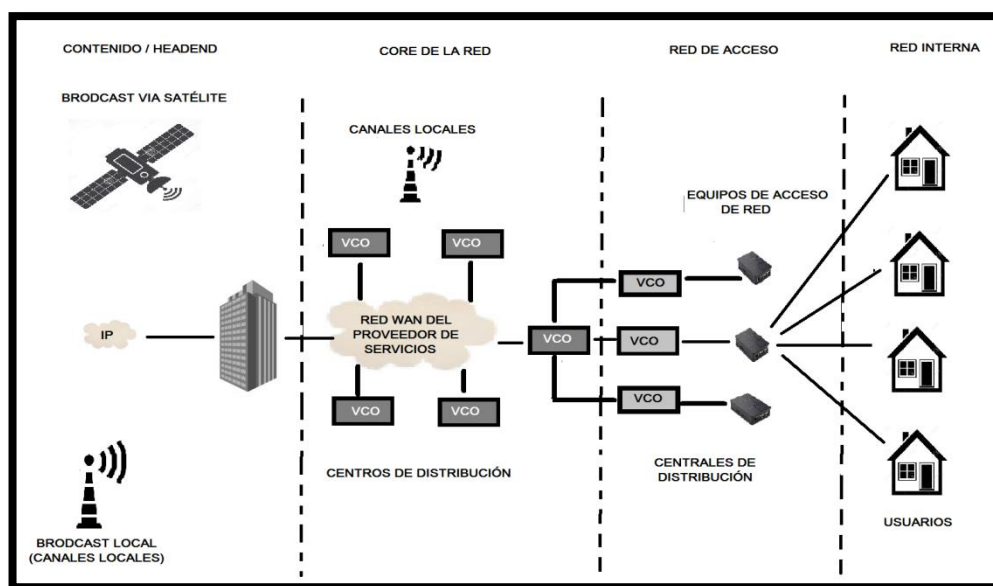 CONTENIDO / HEADEND
CORE DE LA RED
RED DE ACCESO
RED INTERNA
BRODCAST VIA SATÉLITE
CANALES LOCALES
EQUIPOS DE ACCESO
DE RED
VCO
VCO
VCO
IP
RED WAN DEL
PROVEEDOR DE
SERVICIOS
VCO
VCO
VCO
VCO
VCO
CENTROS DE DISTRIBUCIÓN
CENTRALES DE
DISTRIBUCIÓN
USUARIOS
BRODCAST LOCAL
(CANALES LOCALES)